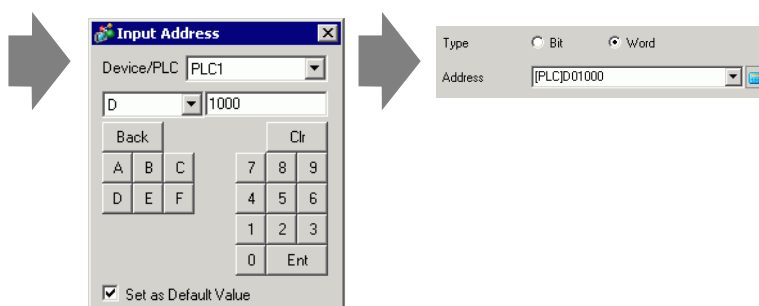 Input Address
Device/PLC PLC1
D 1000
Back Clr
A B C 7 8 9
D E F 4 5 6
1 2 3
0 Ent
Set as Default Value
Type Bit Word
Address [PLC]D01000